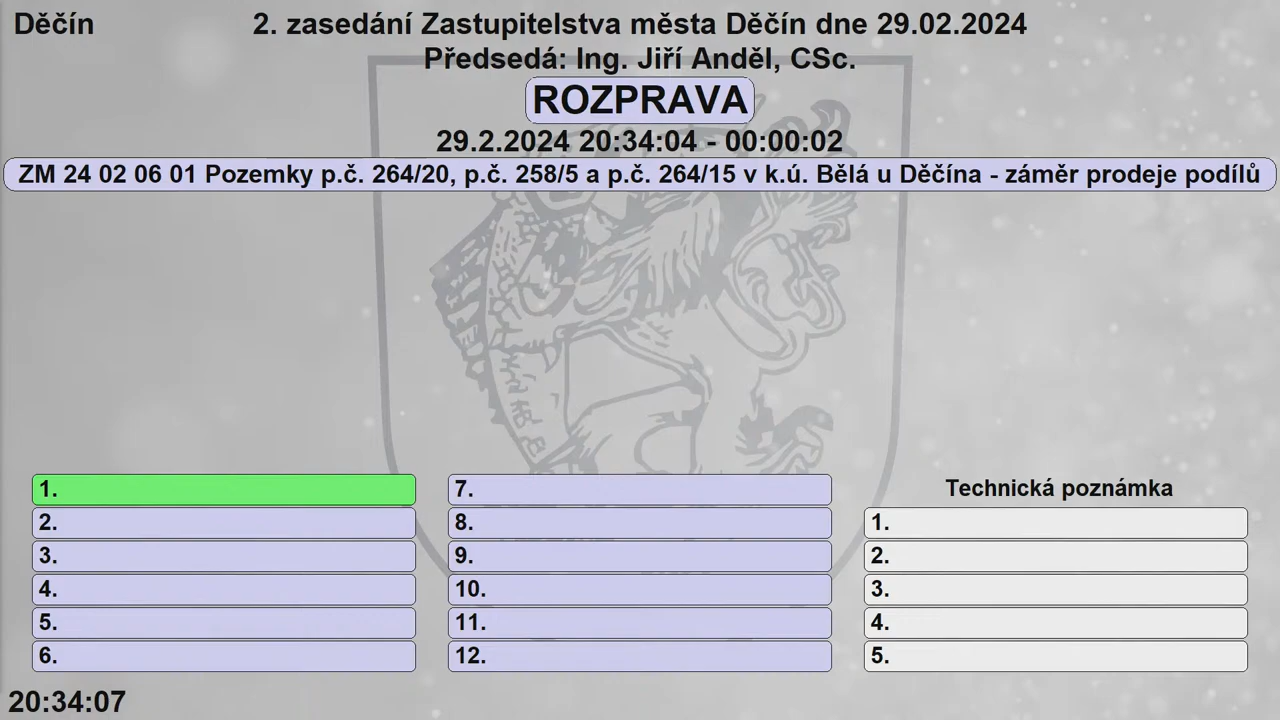 Děčín
2. zasedání Zastupitelstva města Děčín dne 29.02.2024
Předsedá: Ing. Jiří Anděl, CSc.
ROZPRAVA
29.2.2024 20:34:04 - 00:00:02
ZM 24 02 06 01 Pozemky p.č. 264/20, p.č. 258/5 a p.č. 264/15 v k.ú. Bělá u Děčína - záměr prodeje podílů
1.
2.
3.
4.
5.
6.
7.
8.
9.
10.
11.
12.
Technická poznámka
1.
2.
3.
4.
5.
20:34:07